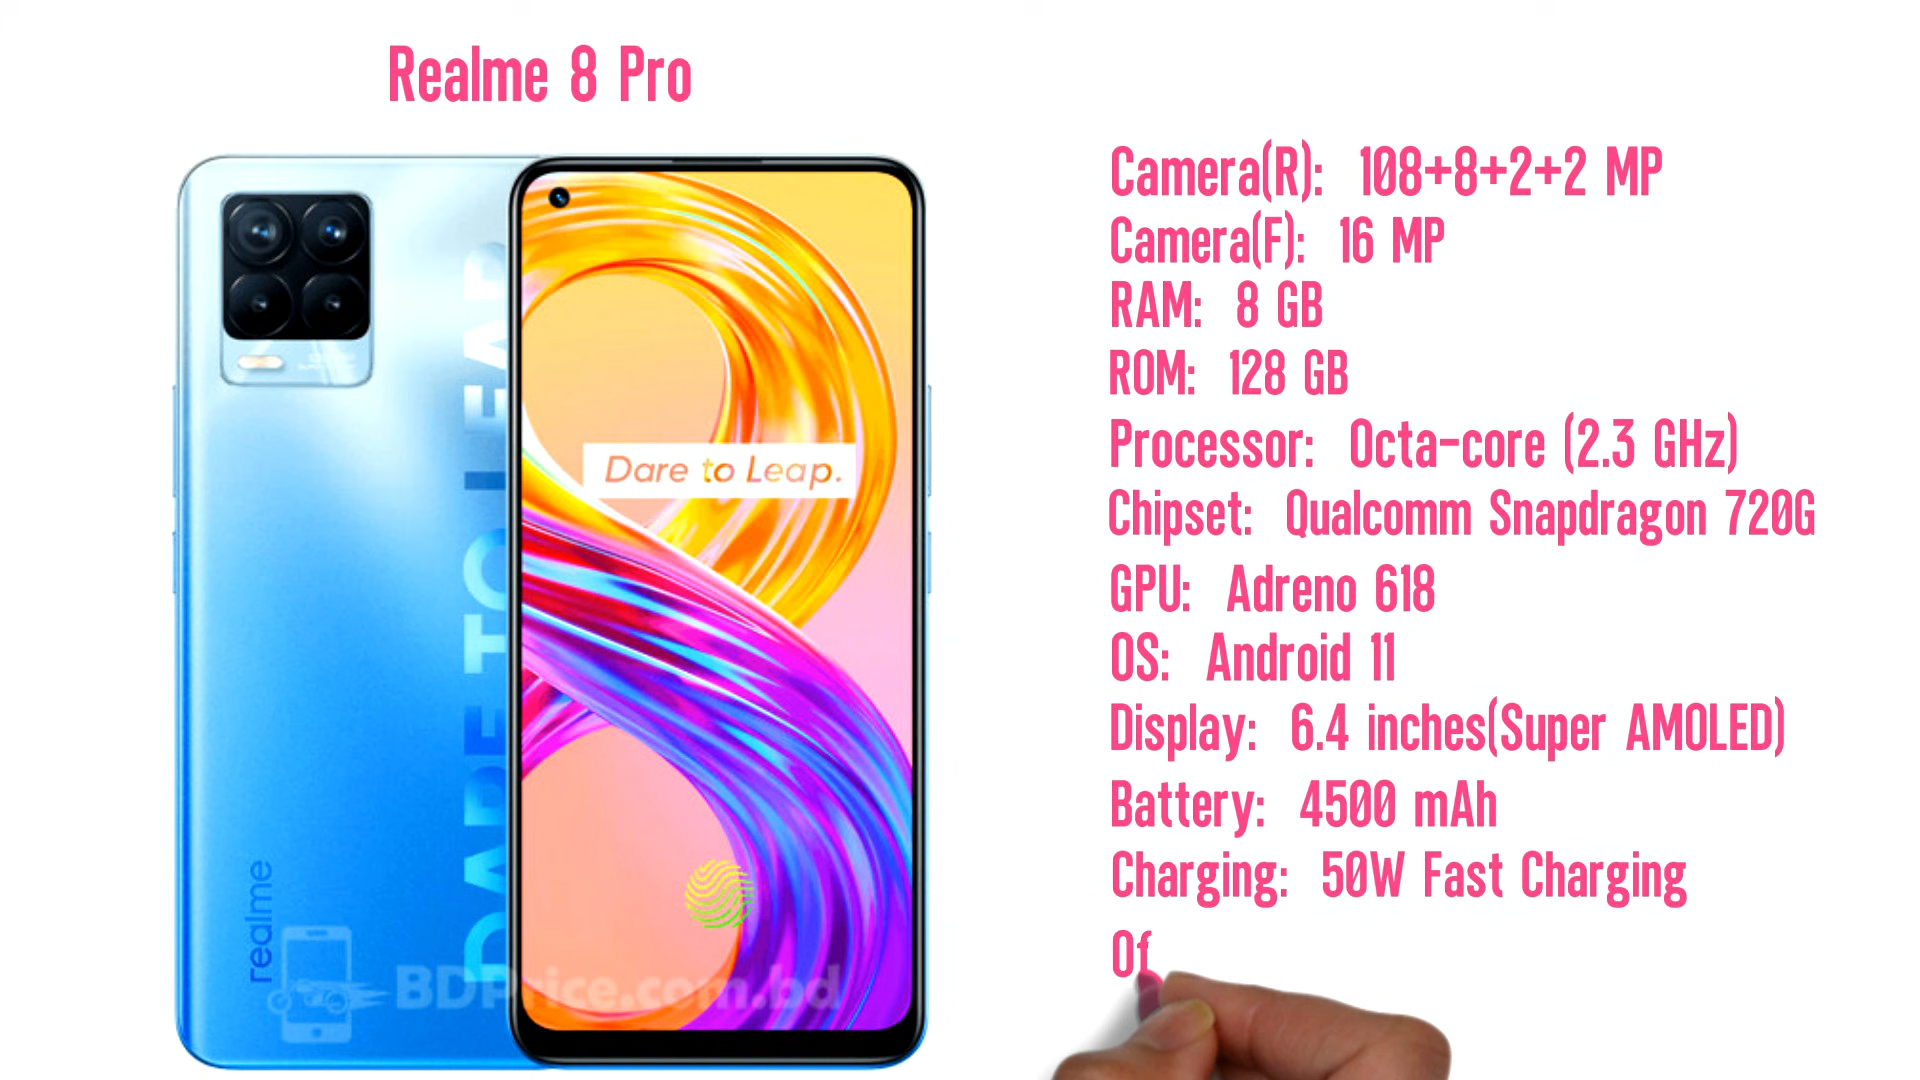 Realme 8 Pro
Camera(R): 108+8+2+2 MP
Camera(F): 16 MP
RAM: 8 GB
ROM: 128 GB
Processor: Octa-core (2.3 GHz)
Chipset: Qualcomm Snapdragon 720G
GPU: Adreno 618
OS: Android 11
Display: 6.4 inches(Super AMOLED)
Battery: 4500 mAh
Charging: 50W Fast Charging
Of
Dare to Leap.
DARE TO LEAP
realme
BDPrice.com.bd